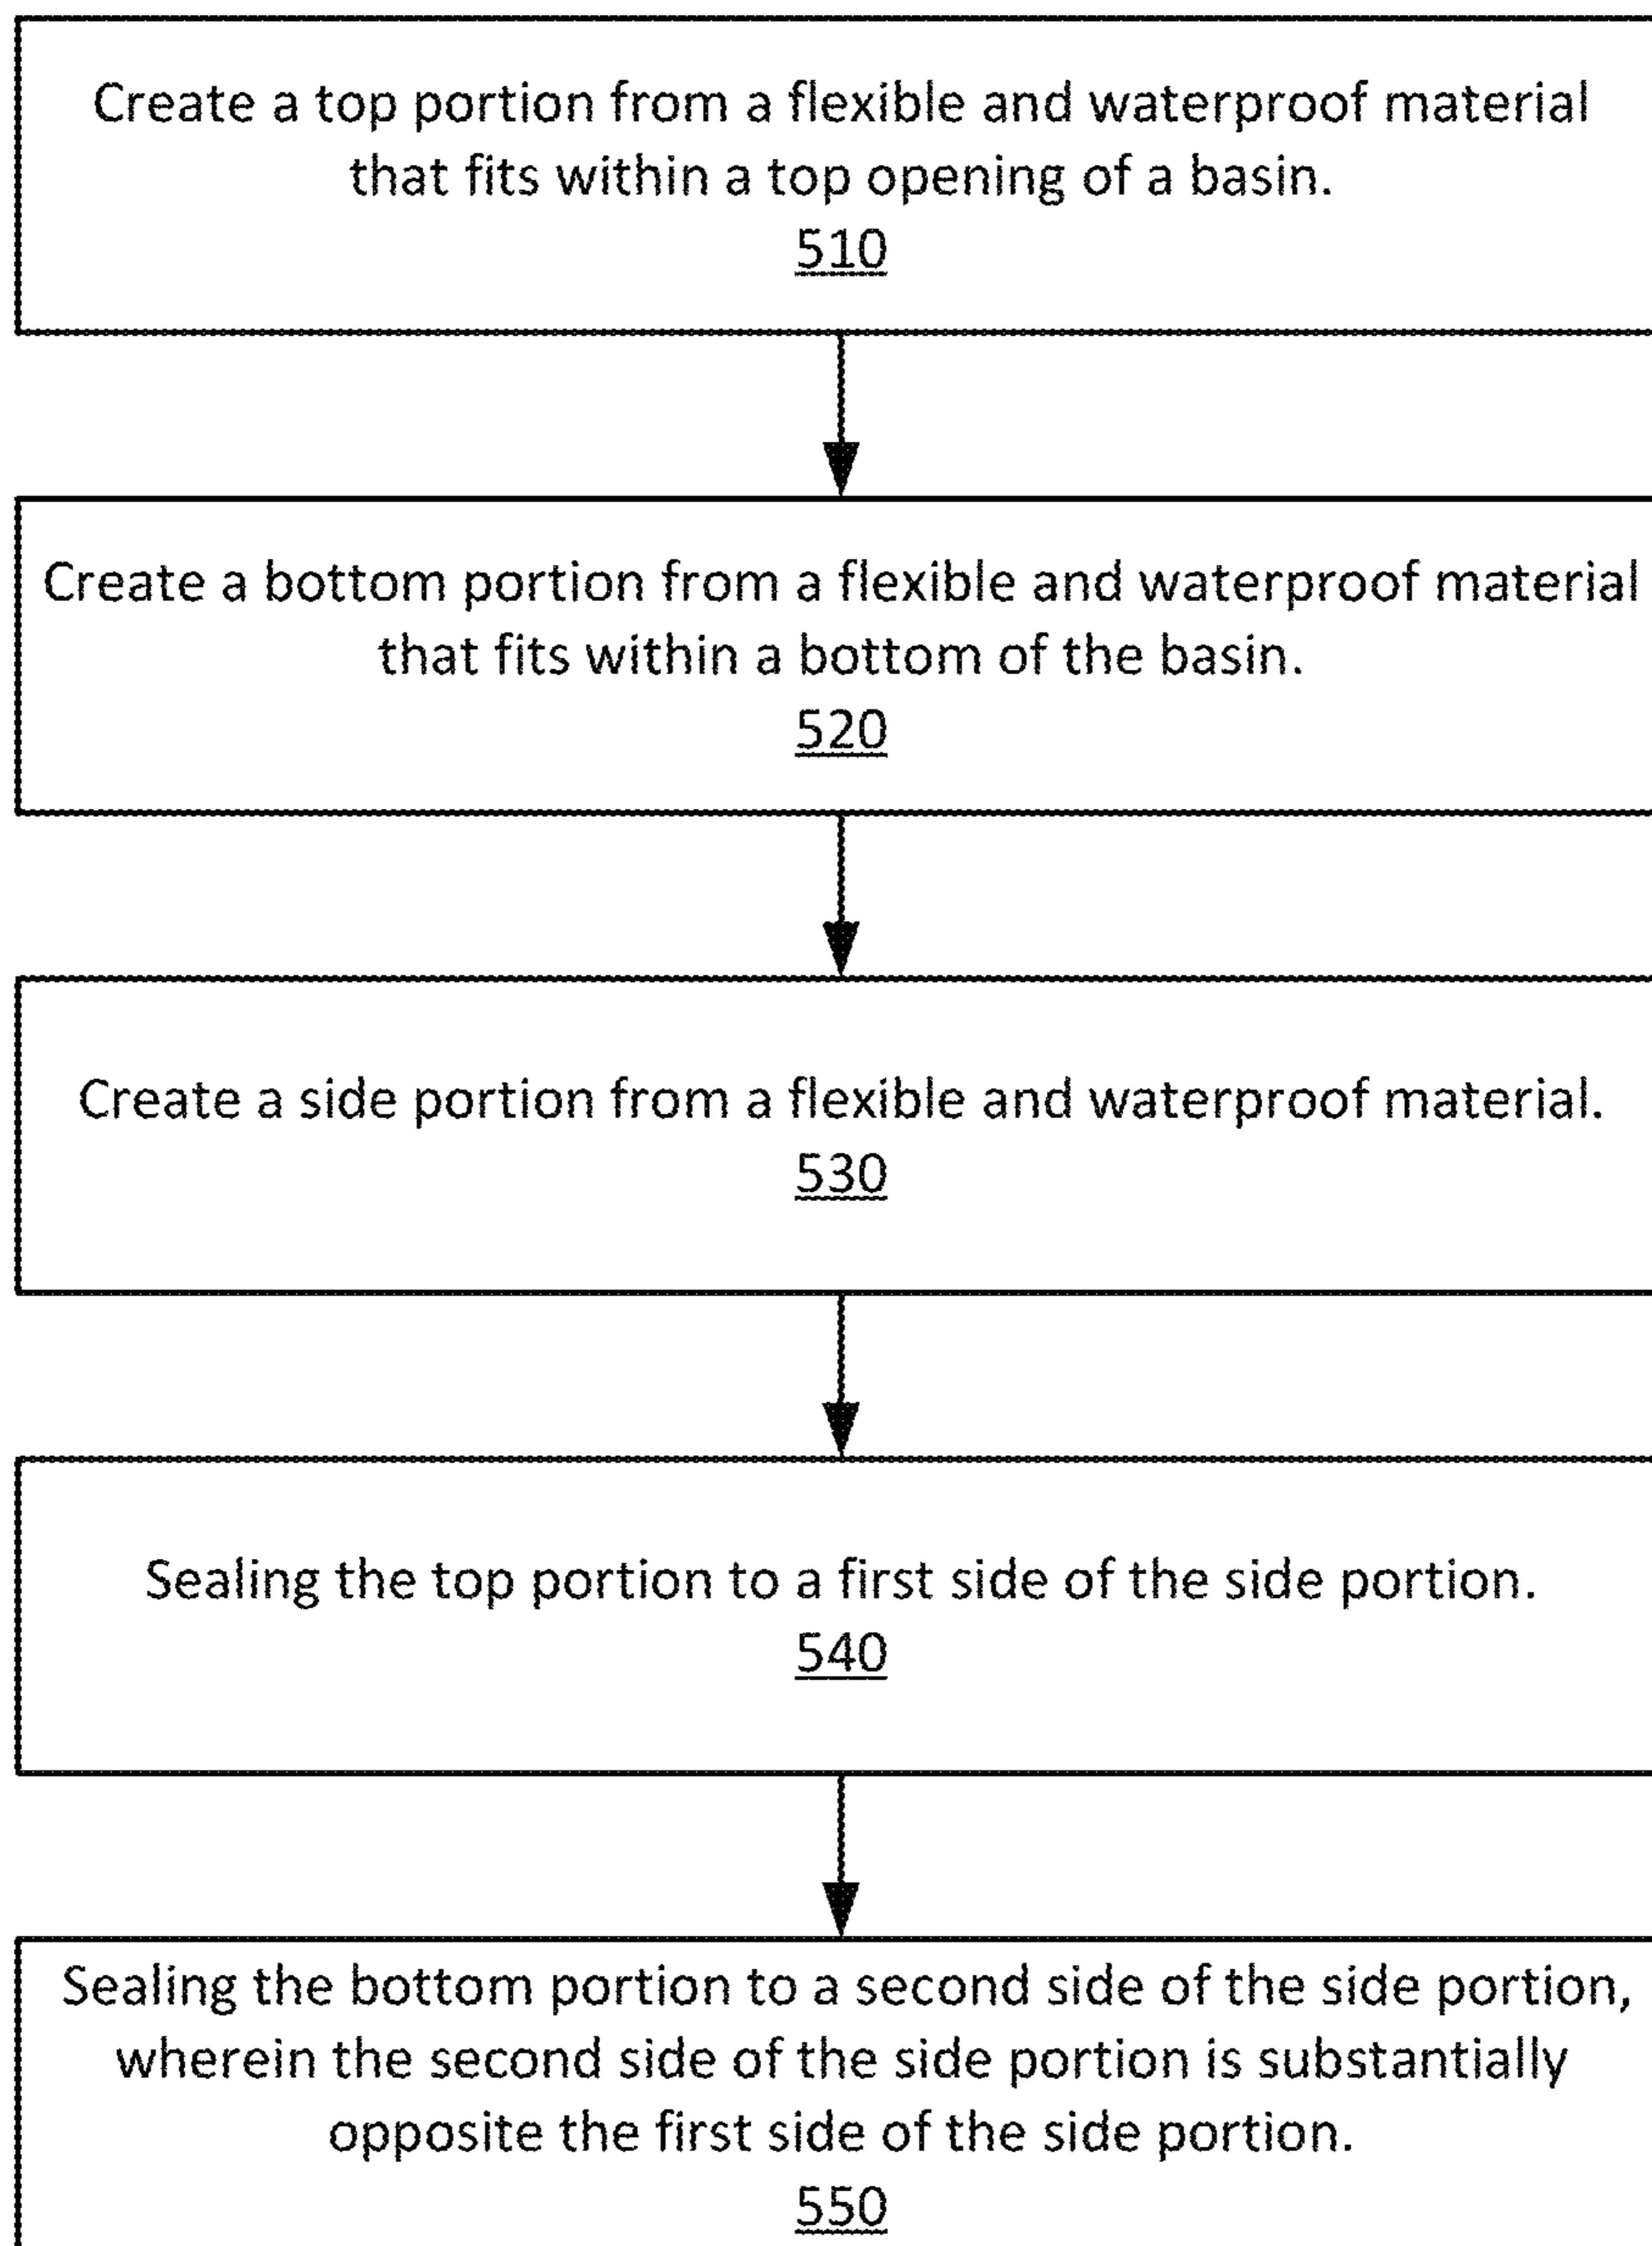 Create a top portion from a flexible and waterproof material
that fits within a top opening of a basin.
510
Create a bottom portion from a flexible and waterproof material
that fits within a bottom of the basin.
520
Create a side portion from a flexible and waterproof material.
530
Sealing the top portion to a first side of the side portion.
540
Sealing the bottom portion to a second side of the side portion,
wherein the second side of the side portion is substantially
opposite the first side of the side portion.
550